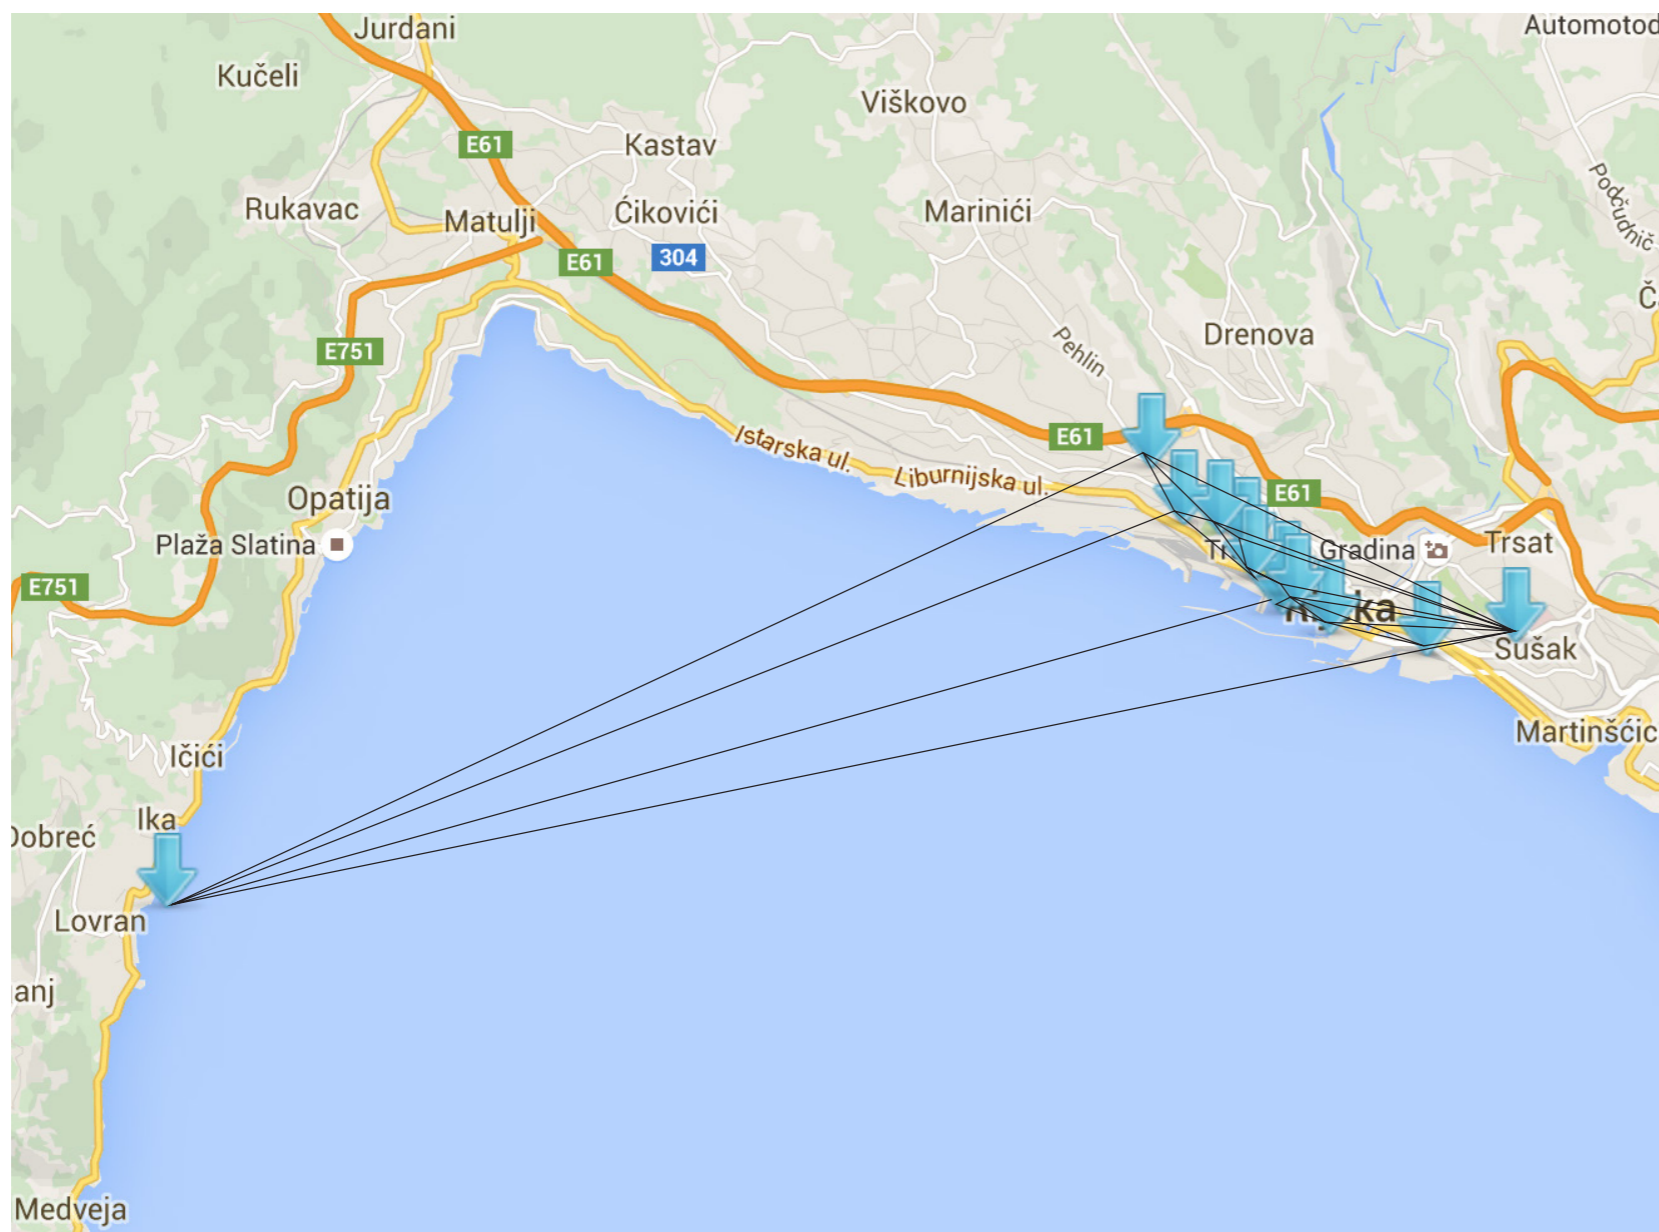 Jurdani
Automotod
Kučeli
Viškovo
E61
Kastav
Podčudnič
Rukavac
Matulji
Ćikovići
Marinići
E61
304
Drenova
E751
Pehlin
E61
Istarska ul.
Liburnijska ul.
E61
Opatija
Plaža Slatina
Gradina
Trsat
E751
Sušak
Martinšćic
Ičići
Ika
Dobreć
Lovran
anj
Medveja